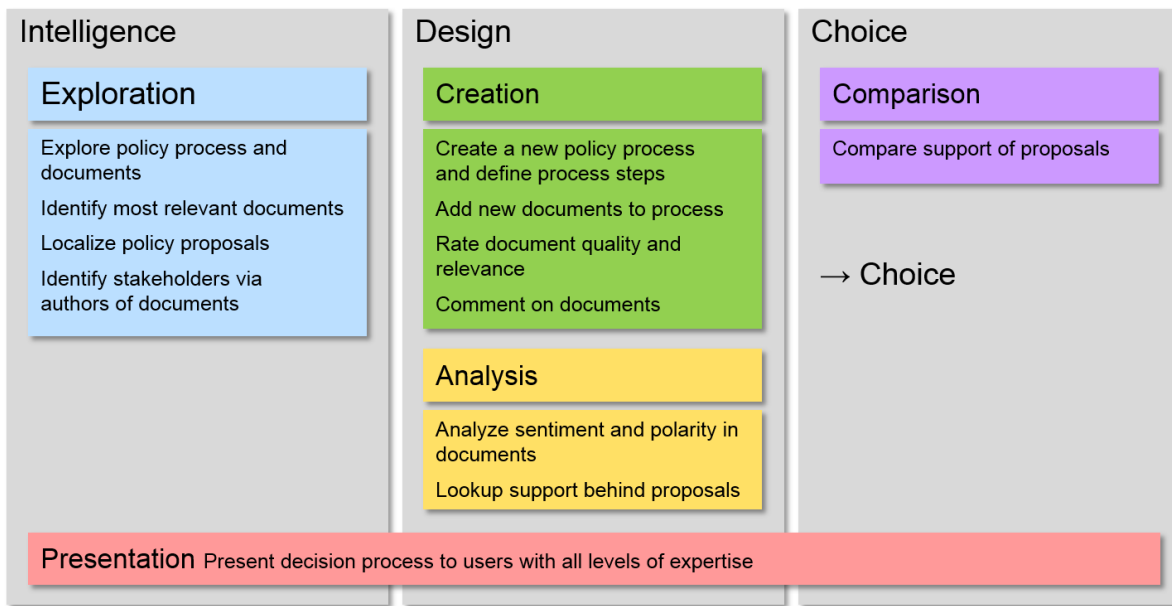 Intelligence
Exploration
Explore policy process and
documents
Identify most relevant documents
Localize policy proposals
Identify stakeholders via
authors of documents
Design
Creation
Create a new policy process
and define process steps
Add new documents to process
Rate document quality and
relevance
Comment on documents
Analysis
Analyze sentiment and polarity in
documents
Lookup support behind proposals
Choice
Comparison
Compare support of proposals
→ Choice
Presentation Present decision process to users with all levels of expertise